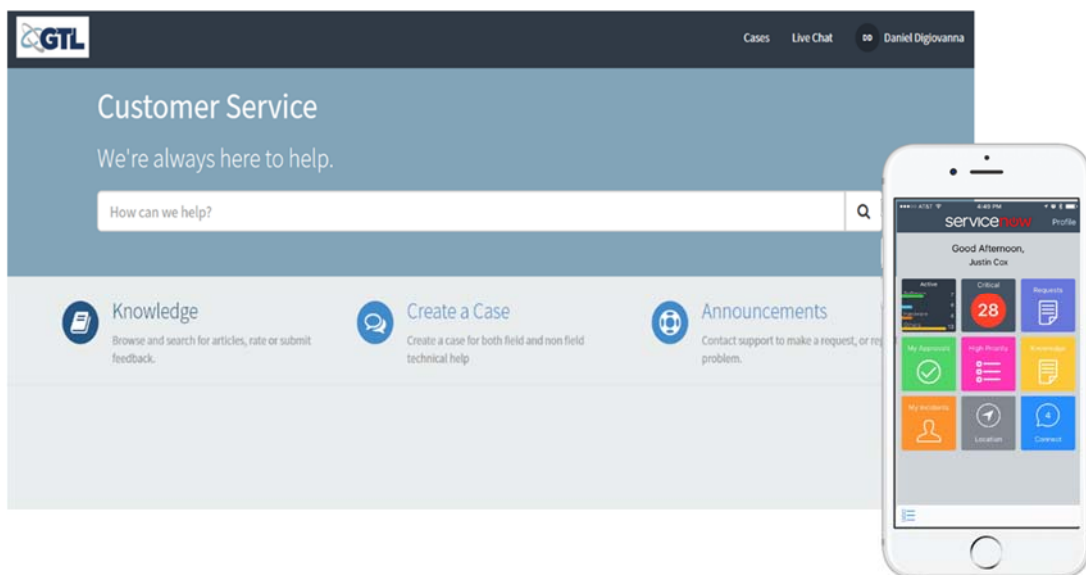 GTL
Cases Live Chat DD Daniel Digiovanna
Customer Service
We're always here to help.
How can we help?
Knowledge
Browse and search for articles, rate or submit
feedback.
Create a Case
Create a case for both field and non field
technical help
Announcements
Contact support to make a request, or
problem.
AT&T 4:49 PM
servicenow Profile
Good Afternoon,
Justin Cox
Active
Critical
28
Requests
My Approvals
High Priority
Knowledge
My Incidents
Location
4
Connect